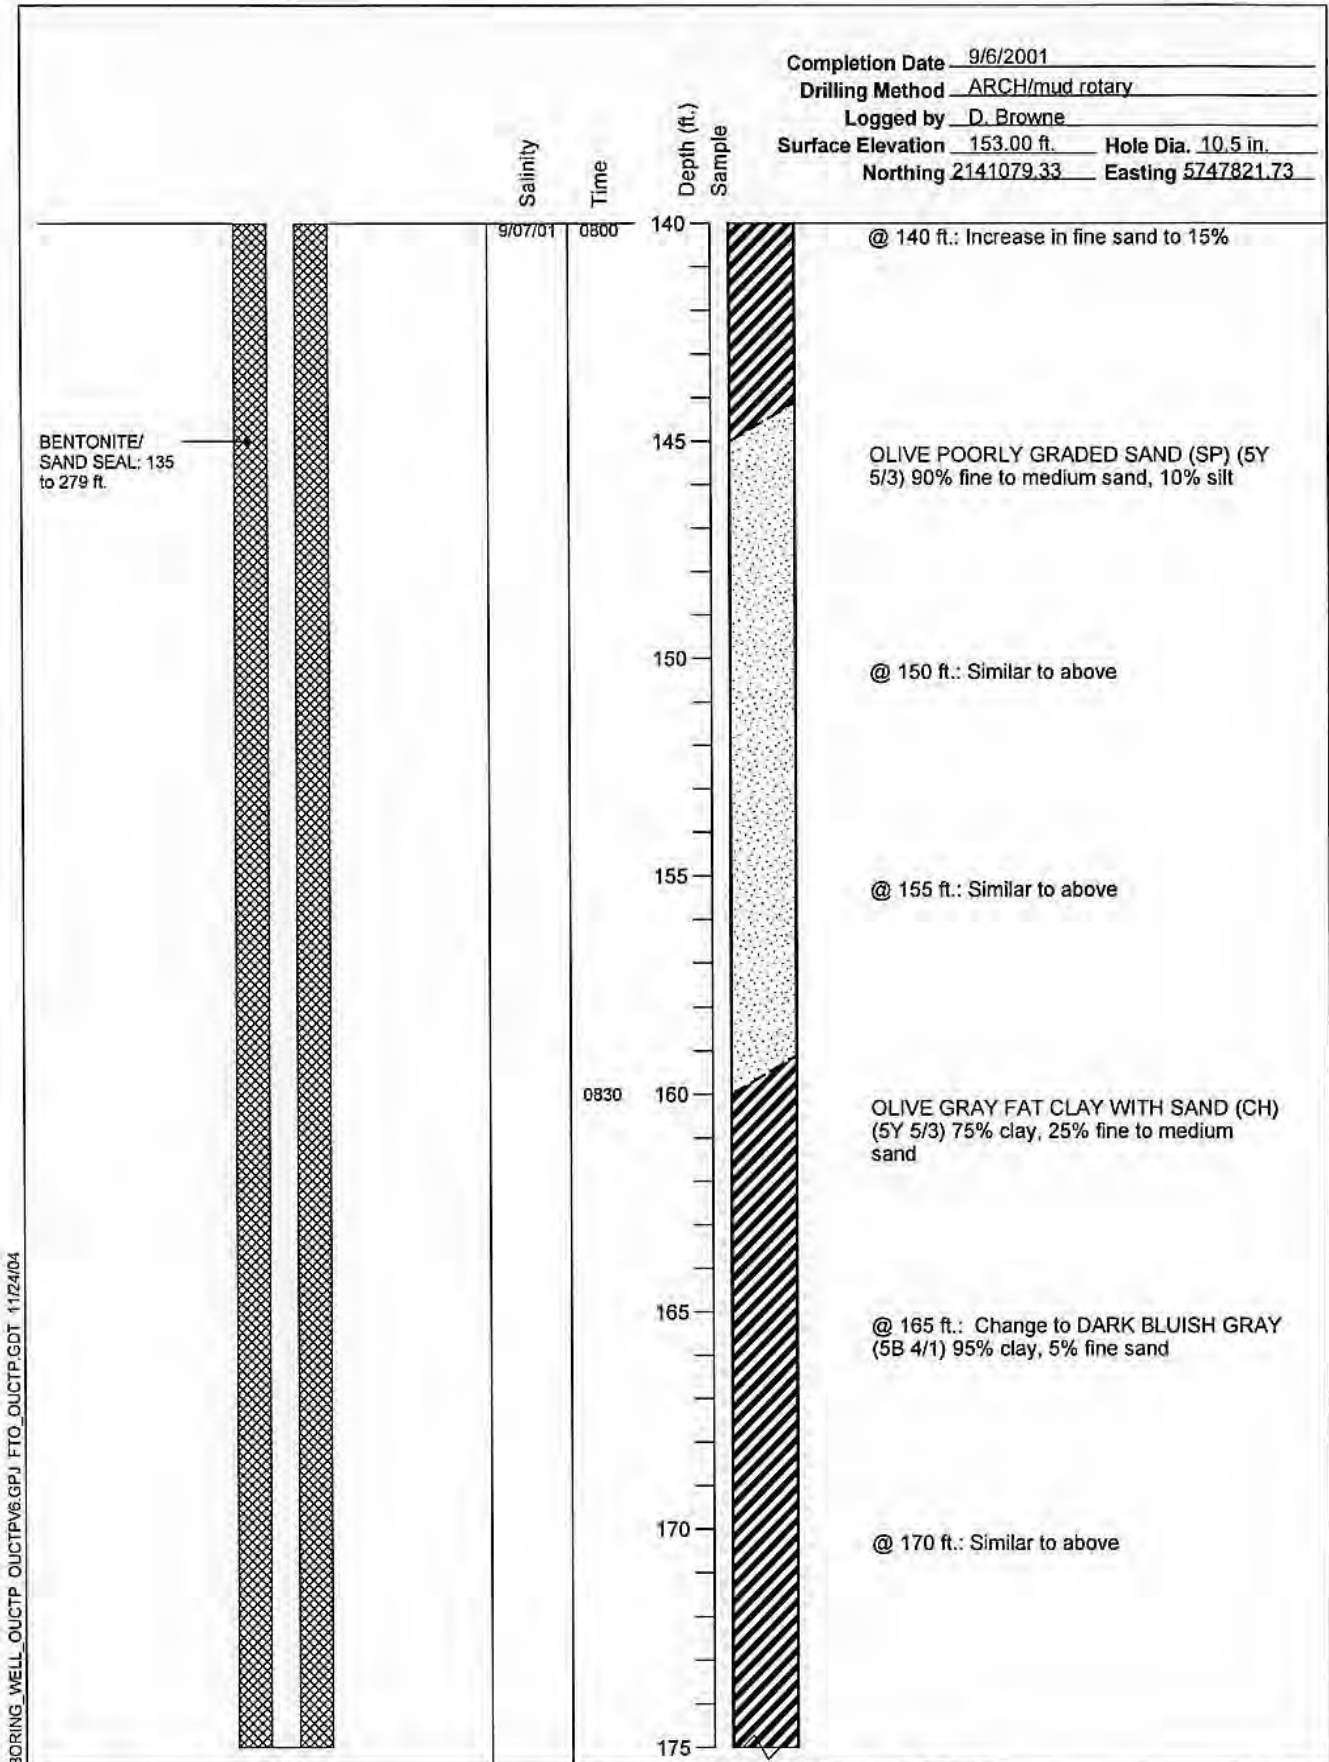 Completion Date 9/6/2001
Drilling Method ARCH/mud rotary
Logged by D. Browne
Surface Elevation 153.00 ft. Hole Dia. 10.5 in.
Northing 2141079.33 Easting 5747821.73
Salinity
Time
Depth (ft.)
Sample
9/07/01 0800
140
@ 140 ft.: Increase in fine sand to 15%
BENTONITE/
SAND SEAL: 135
to 279 ft.
145
OLIVE POORLY GRADED SAND (SP) (5Y
5/3) 90% fine to medium sand, 10% silt
150
@ 150 ft.: Similar to above
155
@ 155 ft.: Similar to above
0830
160
OLIVE GRAY FAT CLAY WITH SAND (CH)
(5Y 5/3) 75% clay, 25% fine to medium
sand
165
@ 165 ft.: Change to DARK BLUISH GRAY
(5B 4/1) 95% clay, 5% fine sand
170
@ 170 ft.: Similar to above
175
BORING_WELL_OUCTP OUCTPV6.GPJ FTO_OUCTP.GDT 11/24/04